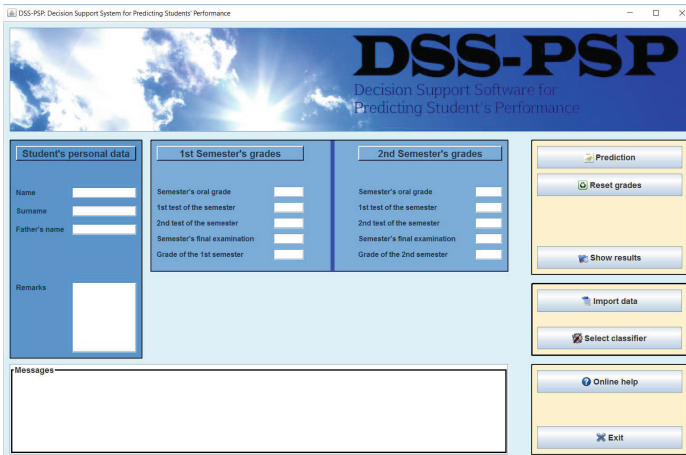 DSS-PSP: Decision Support System for Predicting Students' Performance
DSS-PSP
Decision Support Software for
Predicting Student's Performance
Student's personal data
Name
Surname
Father's name
Remarks
1st Semester's grades
Semester's oral grade
1st test of the semester
2nd test of the semester
Semester's final examination
Grade of the 1st semester
2nd Semester's grades
Semester's oral grade
1st test of the semester
2nd test of the semester
Semester's final examination
Grade of the 2nd semester
Prediction
Reset grades
Show results
Import data
Select classifier
Messages
Online help
Exit